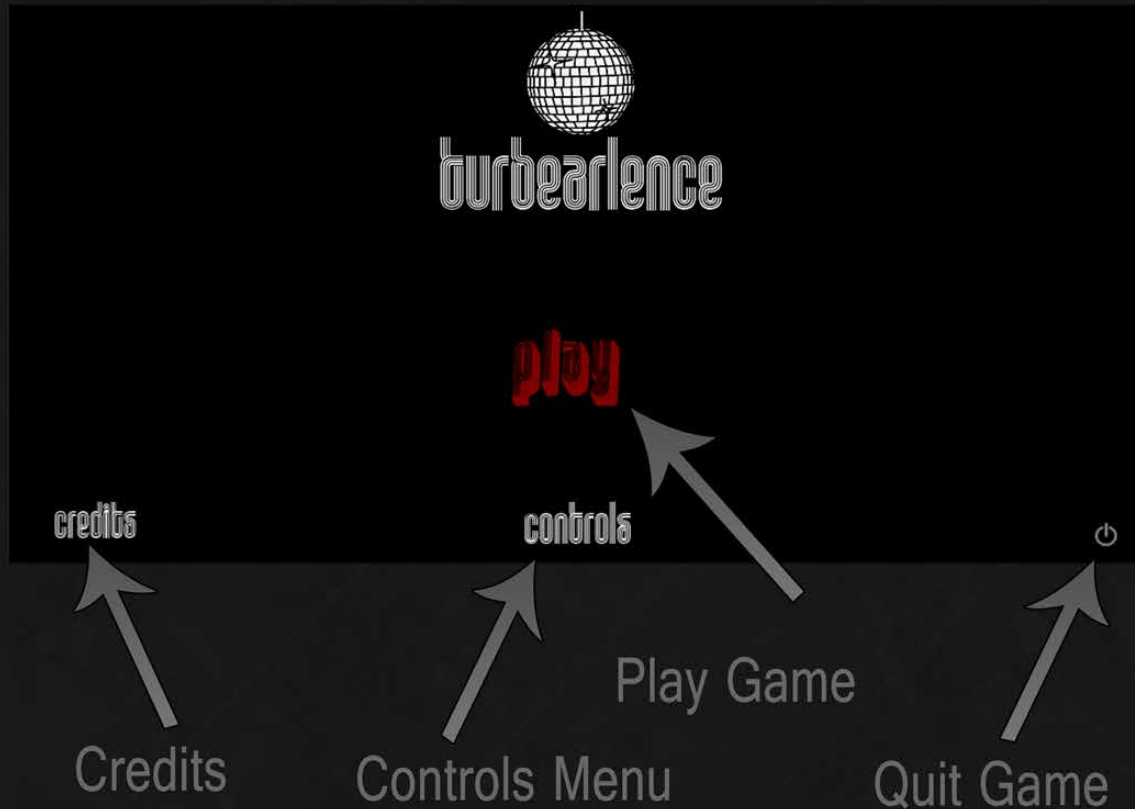 turbearlence
play
credits
controls
Play Game
Credits
Controls Menu
Quit Game